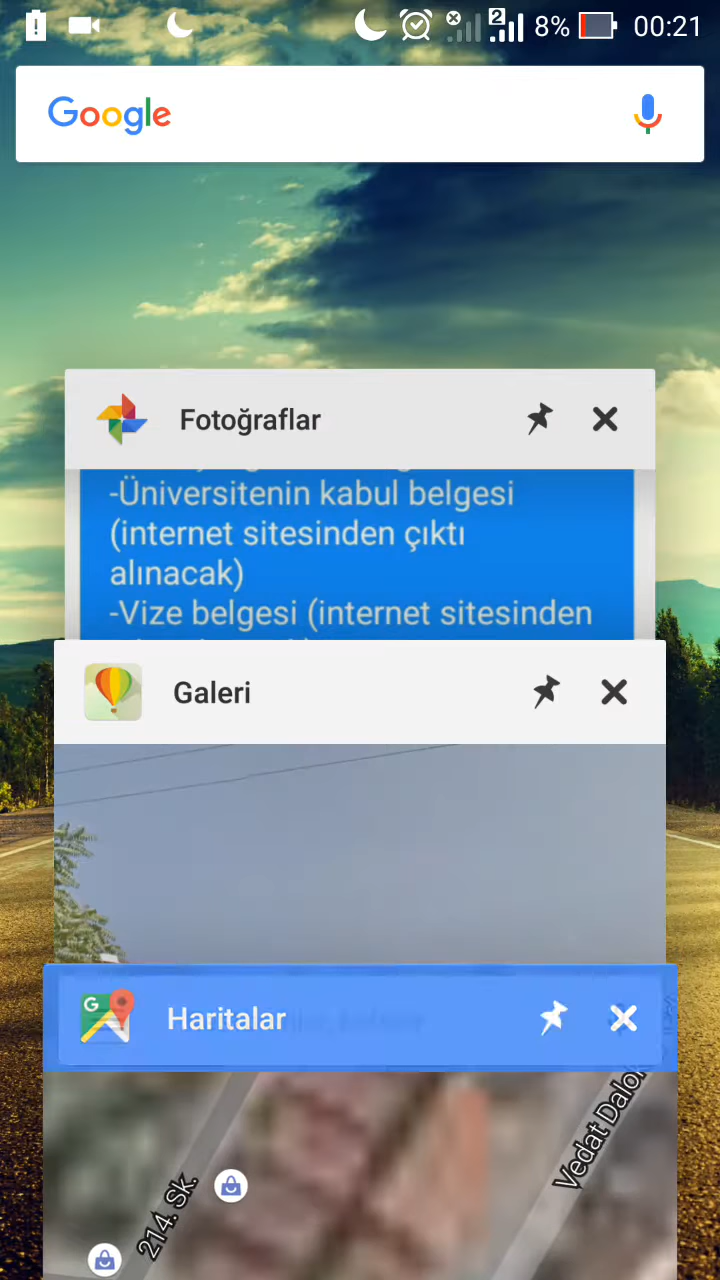 2
8%
00:21
Google
Fotoğraflar
-Üniversitenin kabul belgesi
(internet sitesinden çıktı
alınacak)
-Vize belgesi (internet sitesinden
Galeri
G
Haritalar
214. Sk.
Vedat Dalok